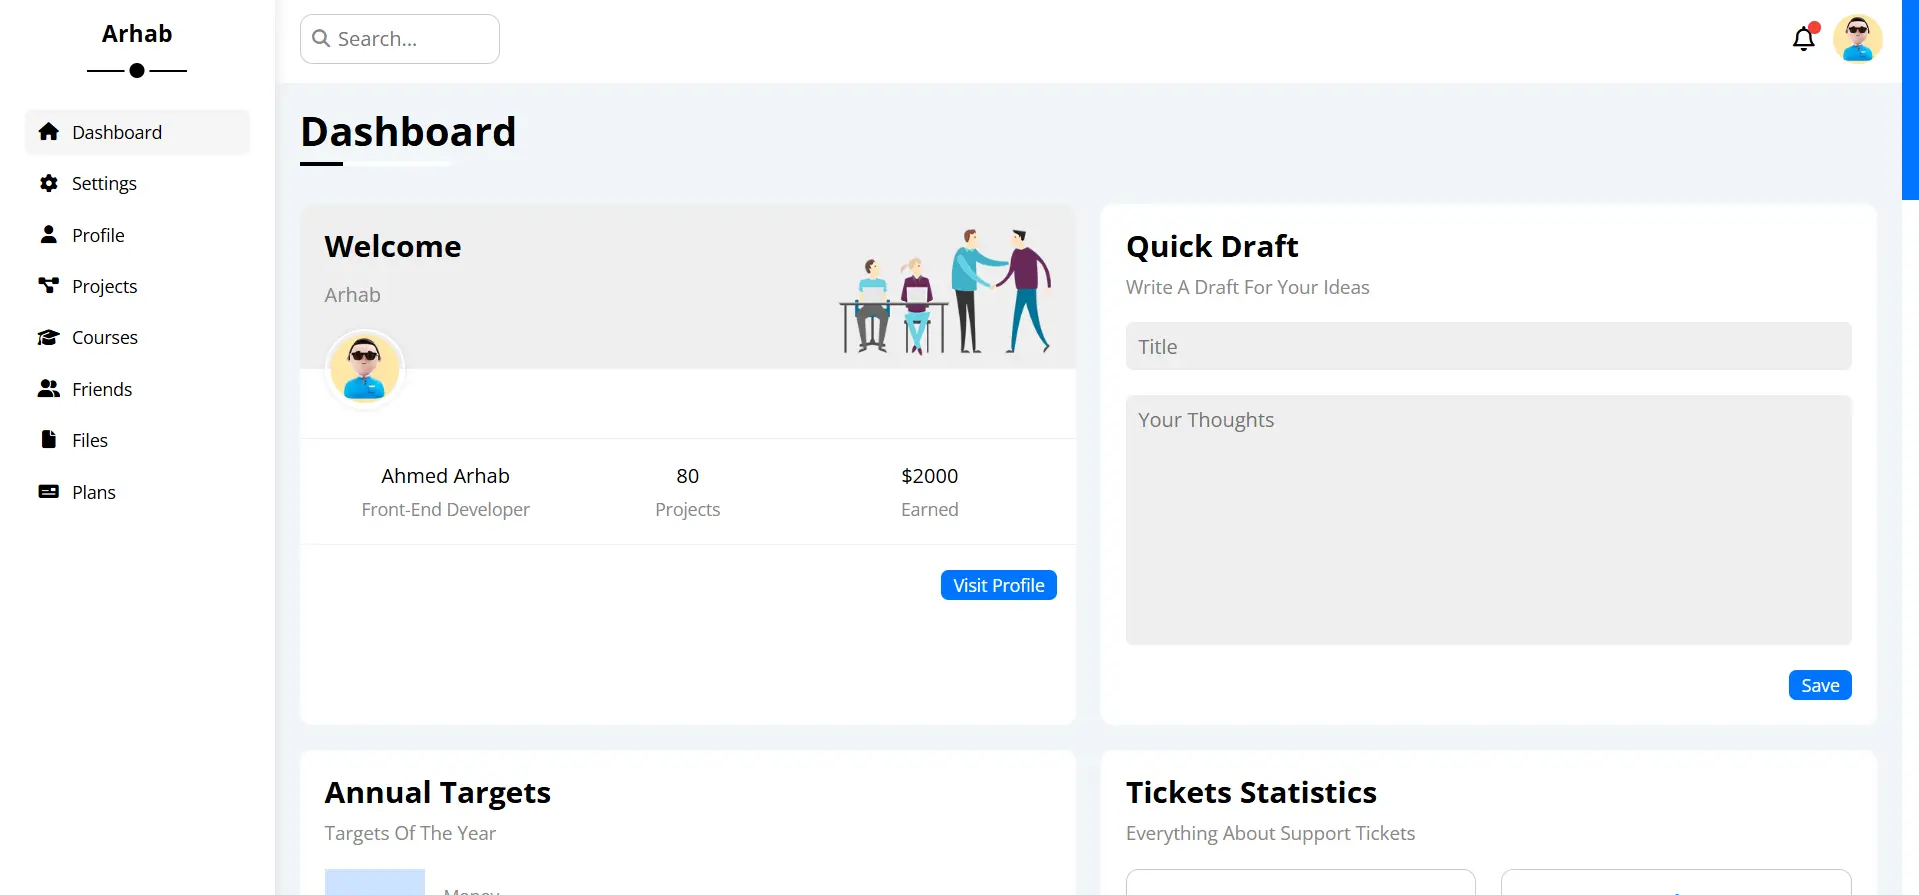 Arhab
Search...
Dashboard
Settings
Profile
Projects
Courses
Friends
Files
Plans
Dashboard
Welcome
Arhab
Ahmed Arhab
Front-End Developer
80
Projects
$2000
Earned
Visit Profile
Quick Draft
Write A Draft For Your Ideas
Title
Your Thoughts
Save
Annual Targets
Targets Of The Year
Money
Tickets Statistics
Everything About Support Tickets